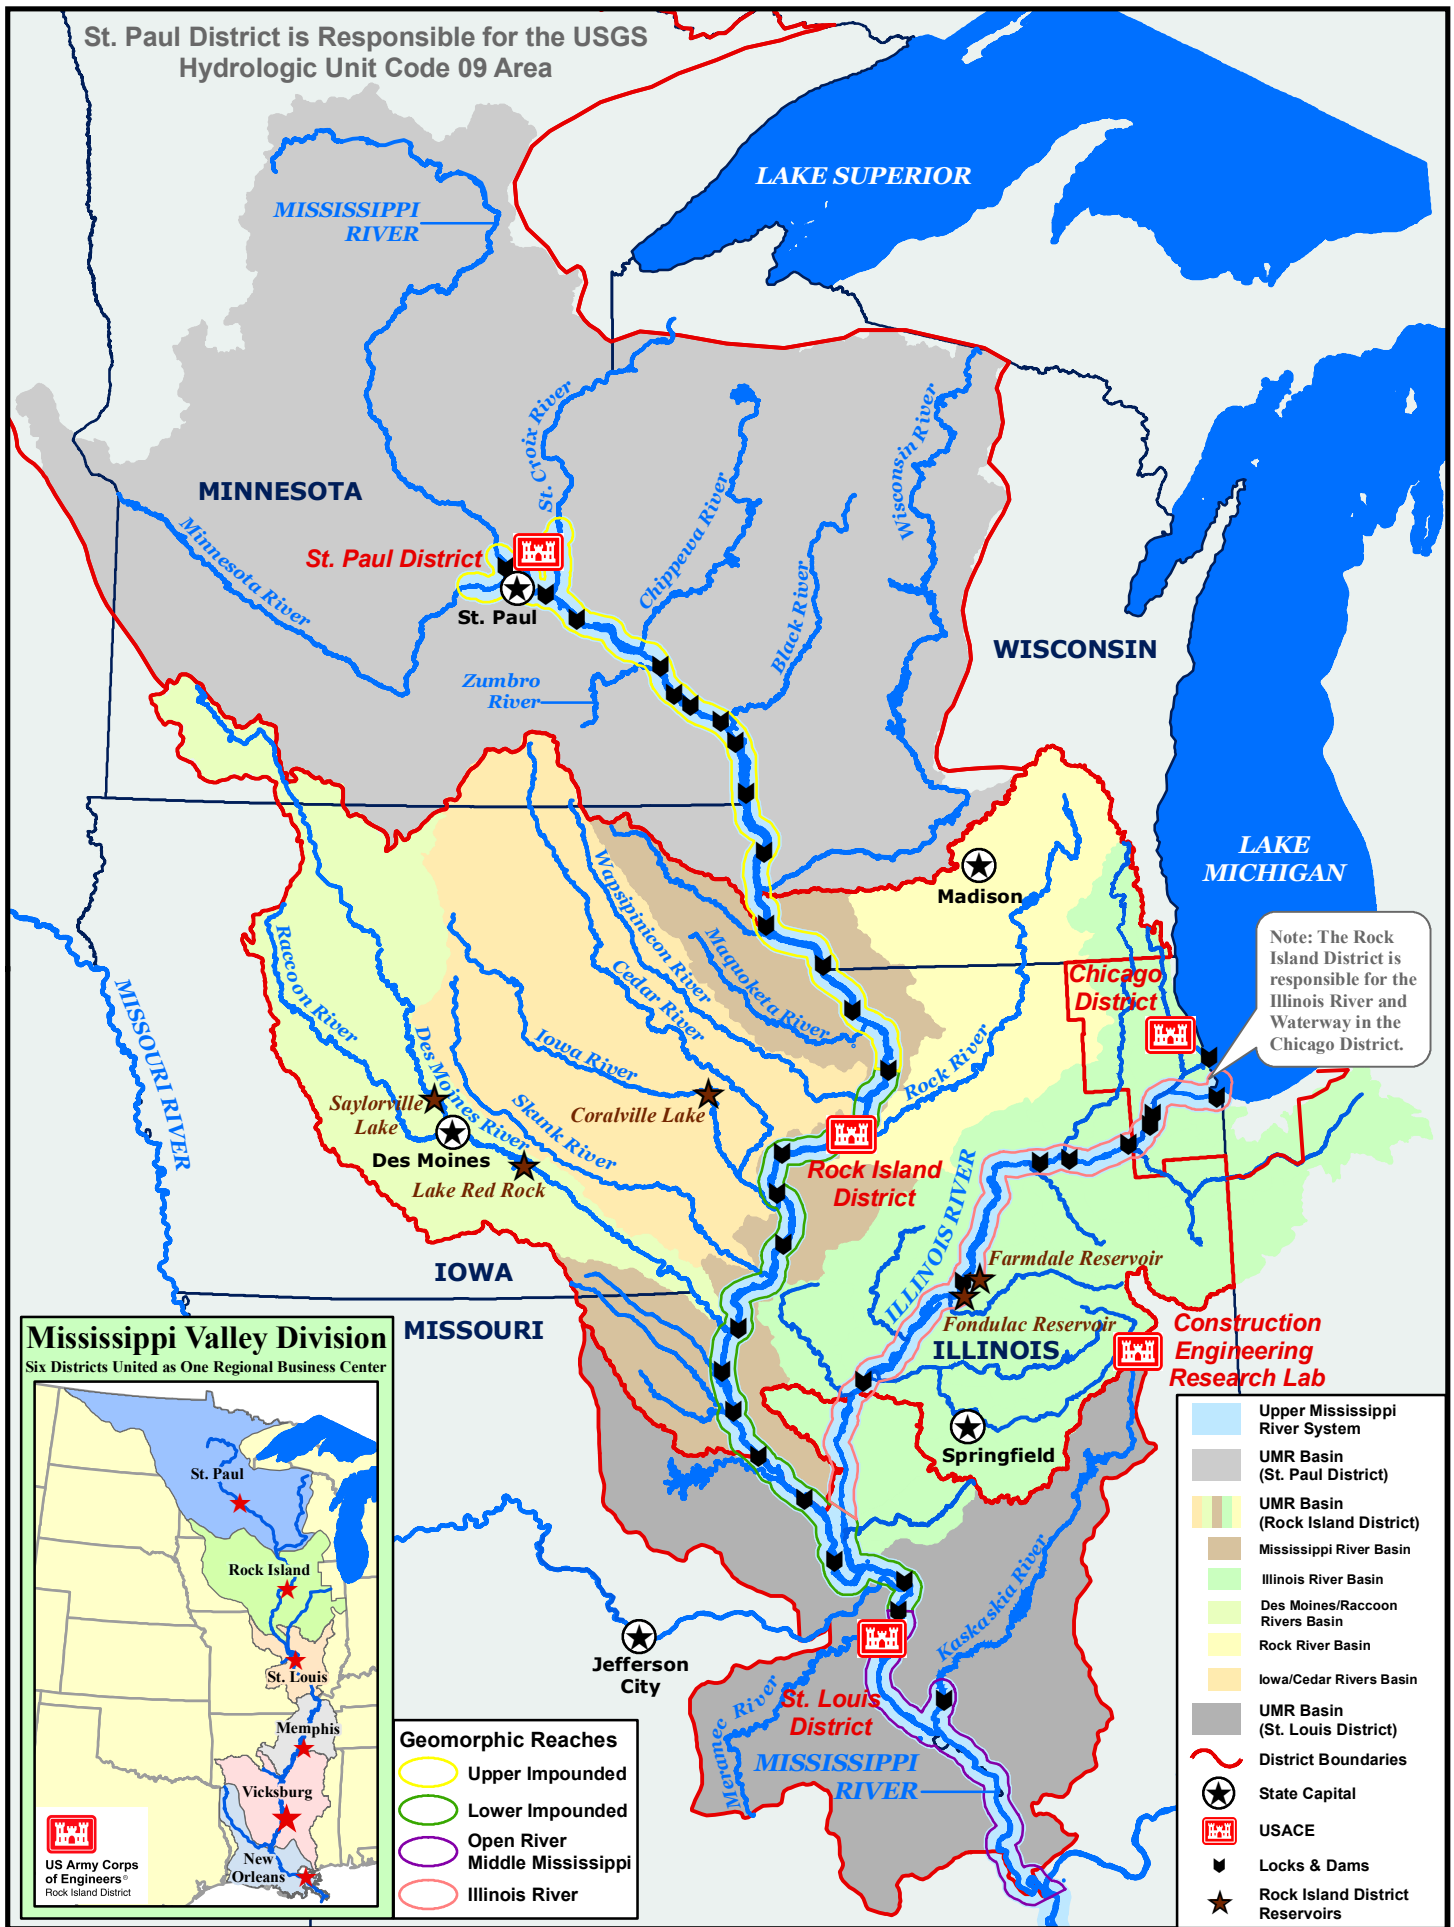 St. Paul District is Responsible for the USGS
Hydrologic Unit Code 09 Area
LAKE SUPERIOR
MISSISSIPPI
RIVER
St. Croix River
Wisconsin River
MINNESOTA
Chippewa River
Minnesota River
St. Paul District
Black River
St. Paul
WISCONSIN
Zumbro
River
LAKE
MICHIGAN
Madison
Wapsipinicon River
Maquoketa River
Cedar River
Raccoon River
Chicago
District
Note: The Rock
Island District is
responsible for the
Illinois River and
Waterway in the
Chicago District.
MISSOURI RIVER
Des Moines River
Iowa River
Rock River
Saylorville
Lake
Coralville Lake
Skunk River
Des Moines
Lake Red Rock
Rock Island
District
ILLINOIS RIVER
IOWA
Farmdale Reservoir
Fondulac Reservoir
MISSOURI
ILLINOIS
Construction
Engineering
Research Lab
Springfield
Kaskaskia River
Jefferson
City
Meramec River
St. Louis
District
MISSISSIPPI
RIVER
Mississippi Valley Division
Six Districts United as One Regional Business Center
St. Paul
Rock Island
St. Louis
Memphis
Vicksburg
New
Orleans
US Army Corps
of Engineers®
Rock Island District
Geomorphic Reaches
Upper Impounded
Lower Impounded
Open River
Middle Mississippi
Illinois River
Upper Mississippi
River System
UMR Basin
(St. Paul District)
UMR Basin
(Rock Island District)
Mississippi River Basin
Illinois River Basin
Des Moines/Raccoon
Rivers Basin
Rock River Basin
Iowa/Cedar Rivers Basin
UMR Basin
(St. Louis District)
District Boundaries
State Capital
USACE
Locks & Dams
Rock Island District
Reservoirs